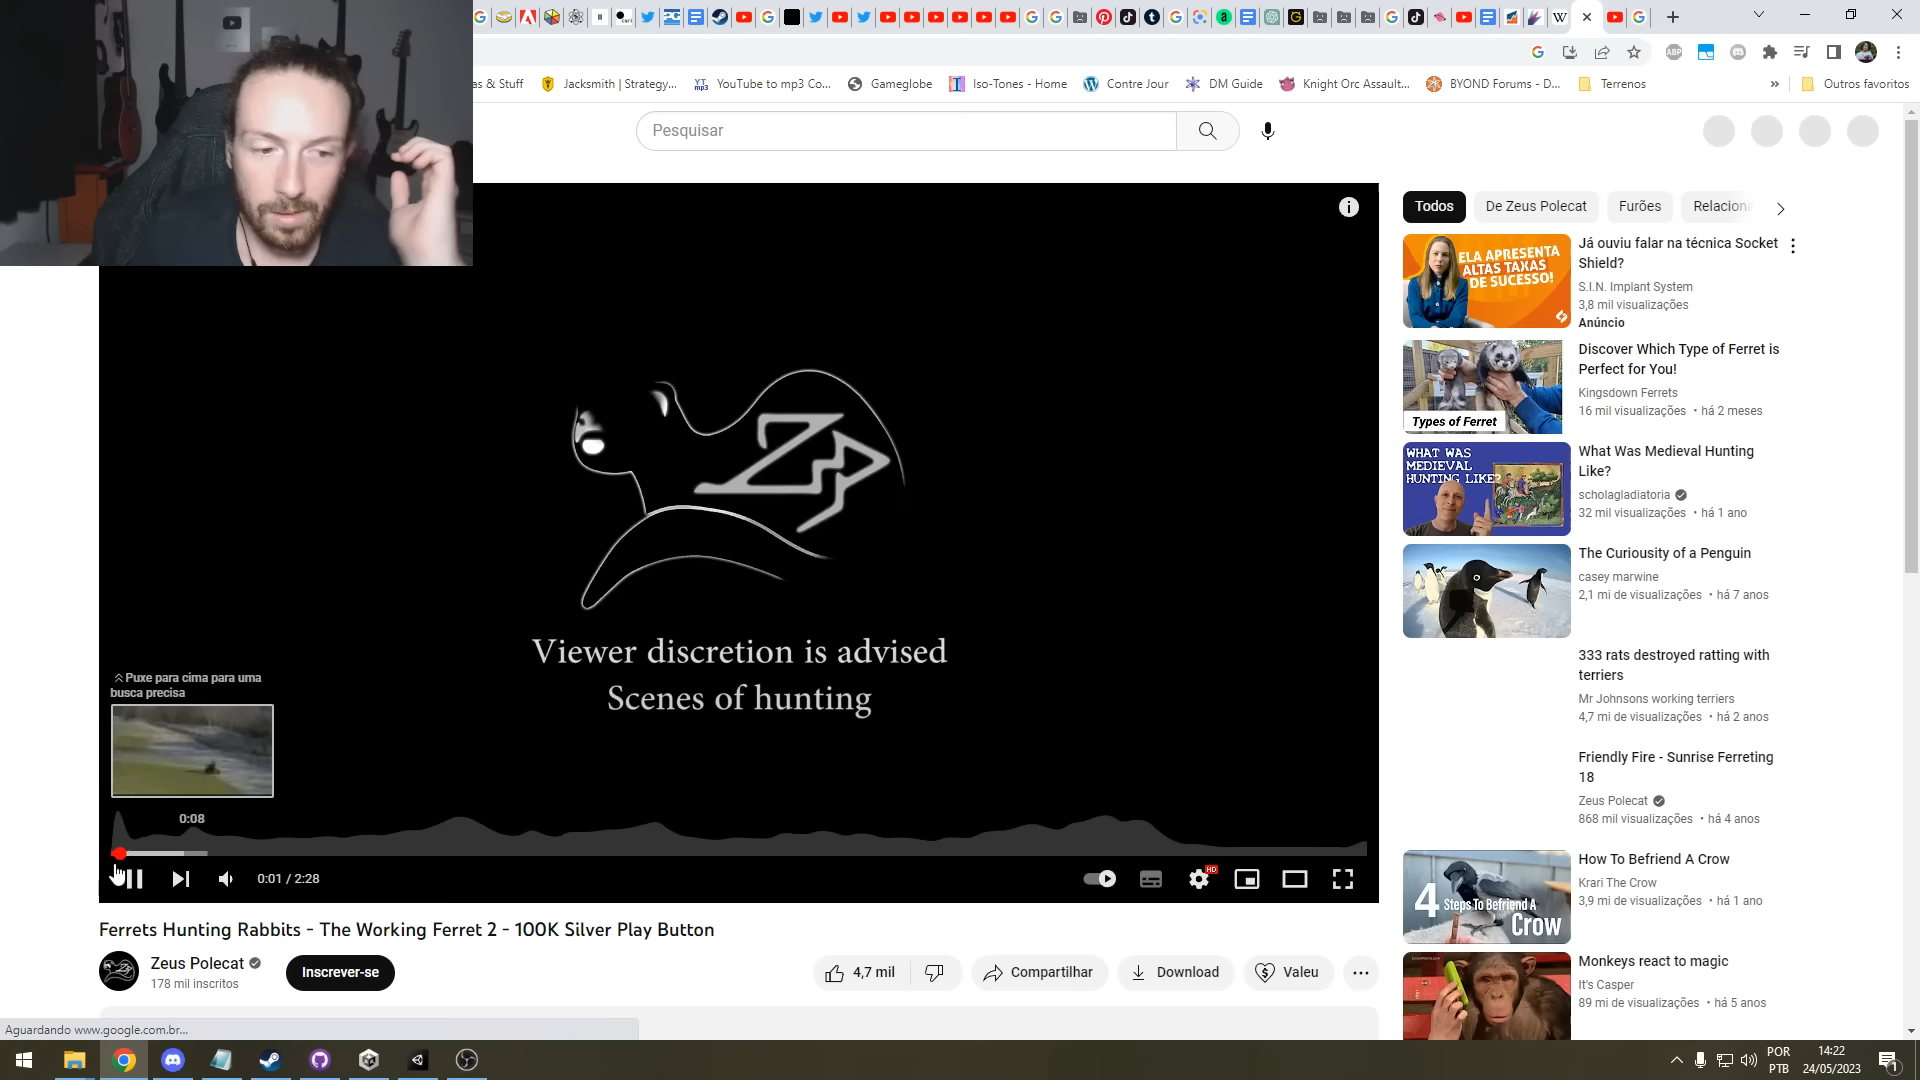 as & Stuff
Jacksmith | Strategy...
YouTube to mp3 Co...
Gameglobe
Iso-Tones - Home
Contre Jour
DM Guide
Knight Orc Assault...
BYOND Forums - D...
Terrenos
»
Outros favoritos
Pesquisar
Todos
De Zeus Polecat
Furões
Relaciona
ELA APRESENTA
ALTAS TAXAS
DE SUCESSO!
Já ouviu falar na técnica Socket
Shield?
S.I.N. Implant System
3,8 mil visualizações
Anúncio
Types of Ferret
Discover Which Type of Ferret is
Perfect for You!
Kingsdown Ferrets
16 mil visualizações • há 2 meses
WHAT WAS
MEDIEVAL
HUNTING LIKE?
What Was Medieval Hunting
Like?
scholagladiatoria
32 mil visualizações • há 1 ano
The Curiousity of a Penguin
casey marwine
2,1 mi de visualizações • há 7 anos
333 rats destroyed ratting with
terriers
Mr Johnsons working terriers
4,7 mi de visualizações • há 2 anos
Friendly Fire - Sunrise Ferreting
18
Zeus Polecat
868 mil visualizações • há 4 anos
4 Steps To Befriend A
Crow
How To Befriend A Crow
Krari The Crow
3,9 mi de visualizações • há 1 ano
Monkeys react to magic
It's Casper
89 mi de visualizações • há 5 anos
ZP
Viewer discretion is advised
Scenes of hunting
Puxe para cima para uma
busca precisa
0:08
0:01 / 2:28
HD
Ferrets Hunting Rabbits - The Working Ferret 2 - 100K Silver Play Button
Zeus Polecat
178 mil inscritos
Inscrever-se
4,7 mil
Compartilhar
Download
Valeu
Aguardando www.google.com.br...
POR
PTB
14:22
24/05/2023
1